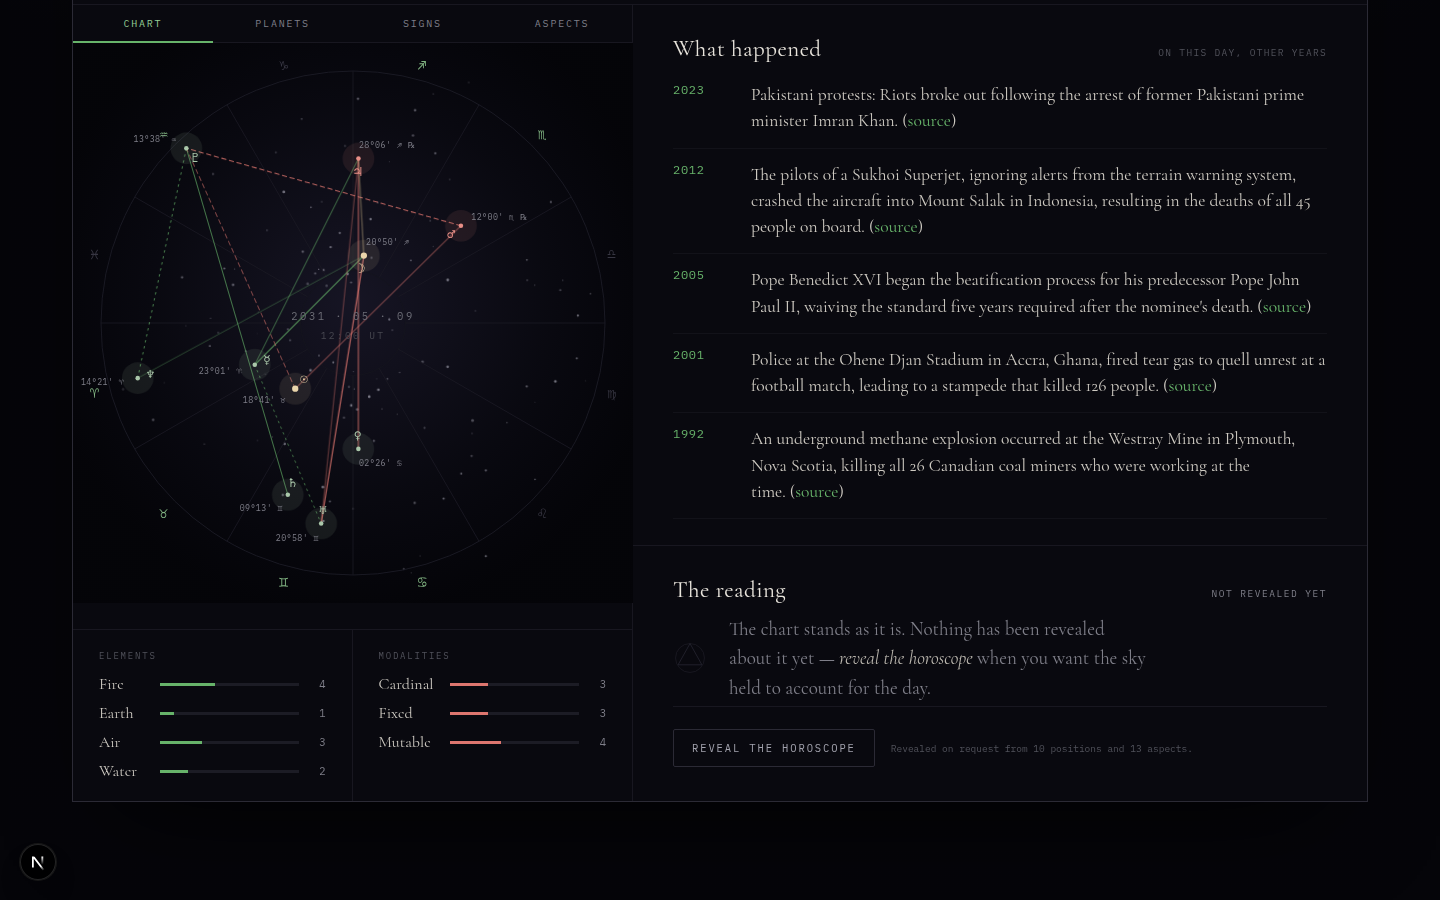 CHART PLANETS SIGNS ASPECTS
♑ ♐
13°38' ♒
♒
♇
28°06' ♐ ℞
♃
♏
12°00' ♏ ℞
♂
20°50' ♐
☽
♓ ♎
2031 · 05 · 09
12:00 UT
☿
23°01' ♈
♆
14°21' ♈
♈
☉
18°41' ♉
♍
♀
02°26' ♋
♄
09°13' ♊
♅
20°58' ♊
♉ ♌
♊ ♋
ELEMENTS
Fire 4
Earth 1
Air 3
Water 2
MODALITIES
Cardinal 3
Fixed 3
Mutable 4
What happened
ON THIS DAY, OTHER YEARS
2023
Pakistani protests: Riots broke out following the arrest of former Pakistani prime
minister Imran Khan. (source)
2012
The pilots of a Sukhoi Superjet, ignoring alerts from the terrain warning system,
crashed the aircraft into Mount Salak in Indonesia, resulting in the deaths of all 45
people on board. (source)
2005
Pope Benedict XVI began the beatification process for his predecessor Pope John
Paul II, waiving the standard five years required after the nominee's death. (source)
2001
Police at the Ohene Djan Stadium in Accra, Ghana, fired tear gas to quell unrest at a
football match, leading to a stampede that killed 126 people. (source)
1992
An underground methane explosion occurred at the Westray Mine in Plymouth,
Nova Scotia, killing all 26 Canadian coal miners who were working at the
time. (source)
The reading
NOT REVEALED YET
The chart stands as it is. Nothing has been revealed
about it yet — reveal the horoscope when you want the sky
held to account for the day.
REVEAL THE HOROSCOPE
Revealed on request from 10 positions and 13 aspects.
N